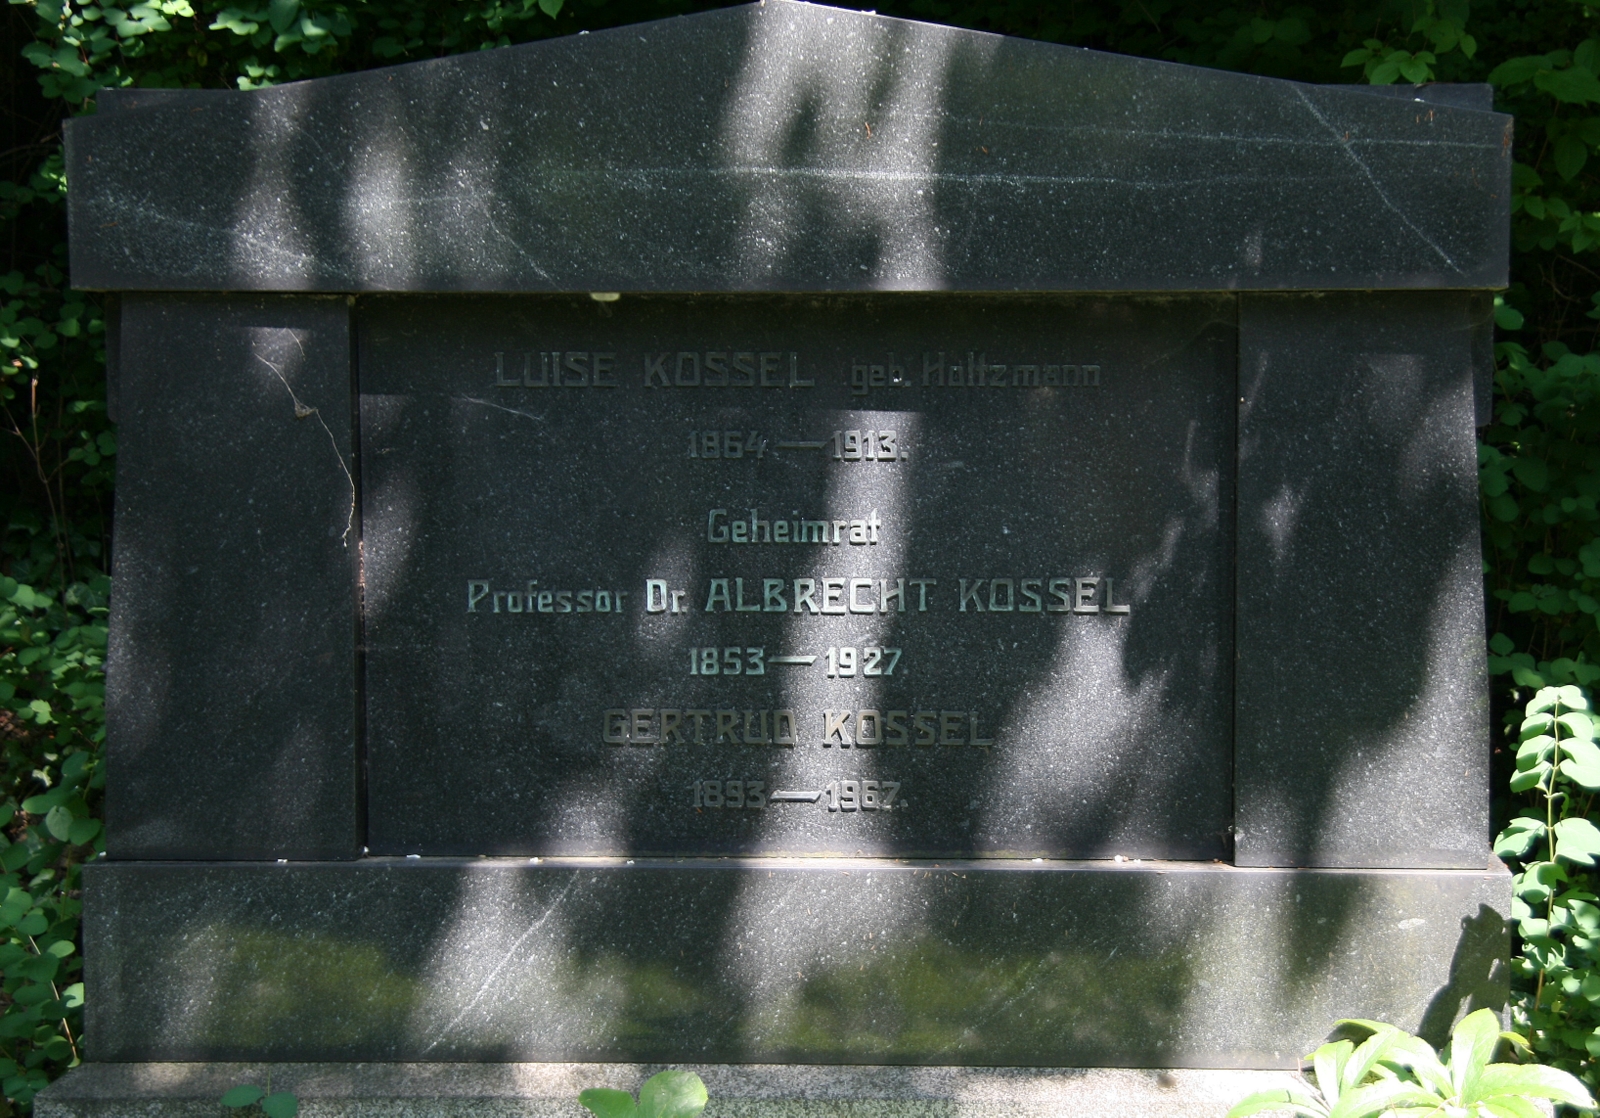 LUISE KOSSEL geb. Holtzmann
1864—1913.
Geheimrat
Professor Dr. ALBRECHT KOSSEL
1853—1927
GERTRUD KOSSEL
1893—1967.